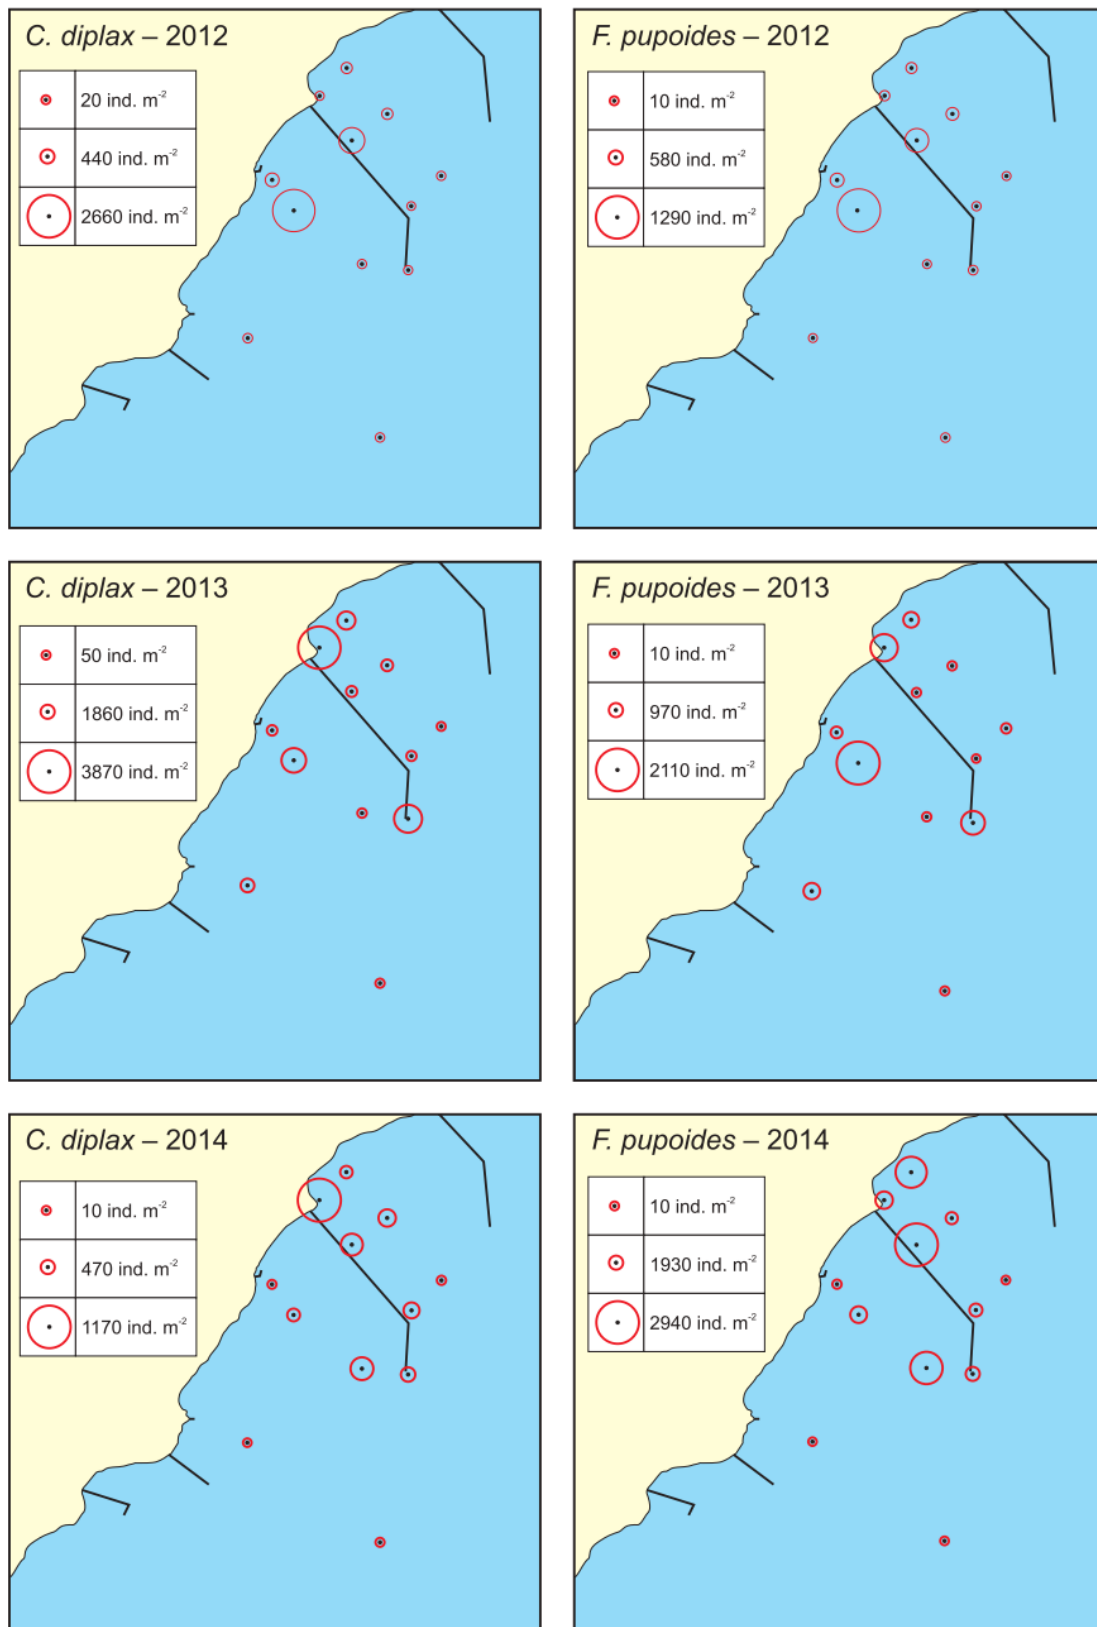 C. diplax – 2012
20 ind. m-2
440 ind. m-2
2660 ind. m-2
F. pupoides – 2012
10 ind. m-2
580 ind. m-2
1290 ind. m-2
C. diplax – 2013
50 ind. m-2
1860 ind. m-2
3870 ind. m-2
F. pupoides – 2013
10 ind. m-2
970 ind. m-2
2110 ind. m-2
C. diplax – 2014
10 ind. m-2
470 ind. m-2
1170 ind. m-2
F. pupoides – 2014
10 ind. m-2
1930 ind. m-2
2940 ind. m-2